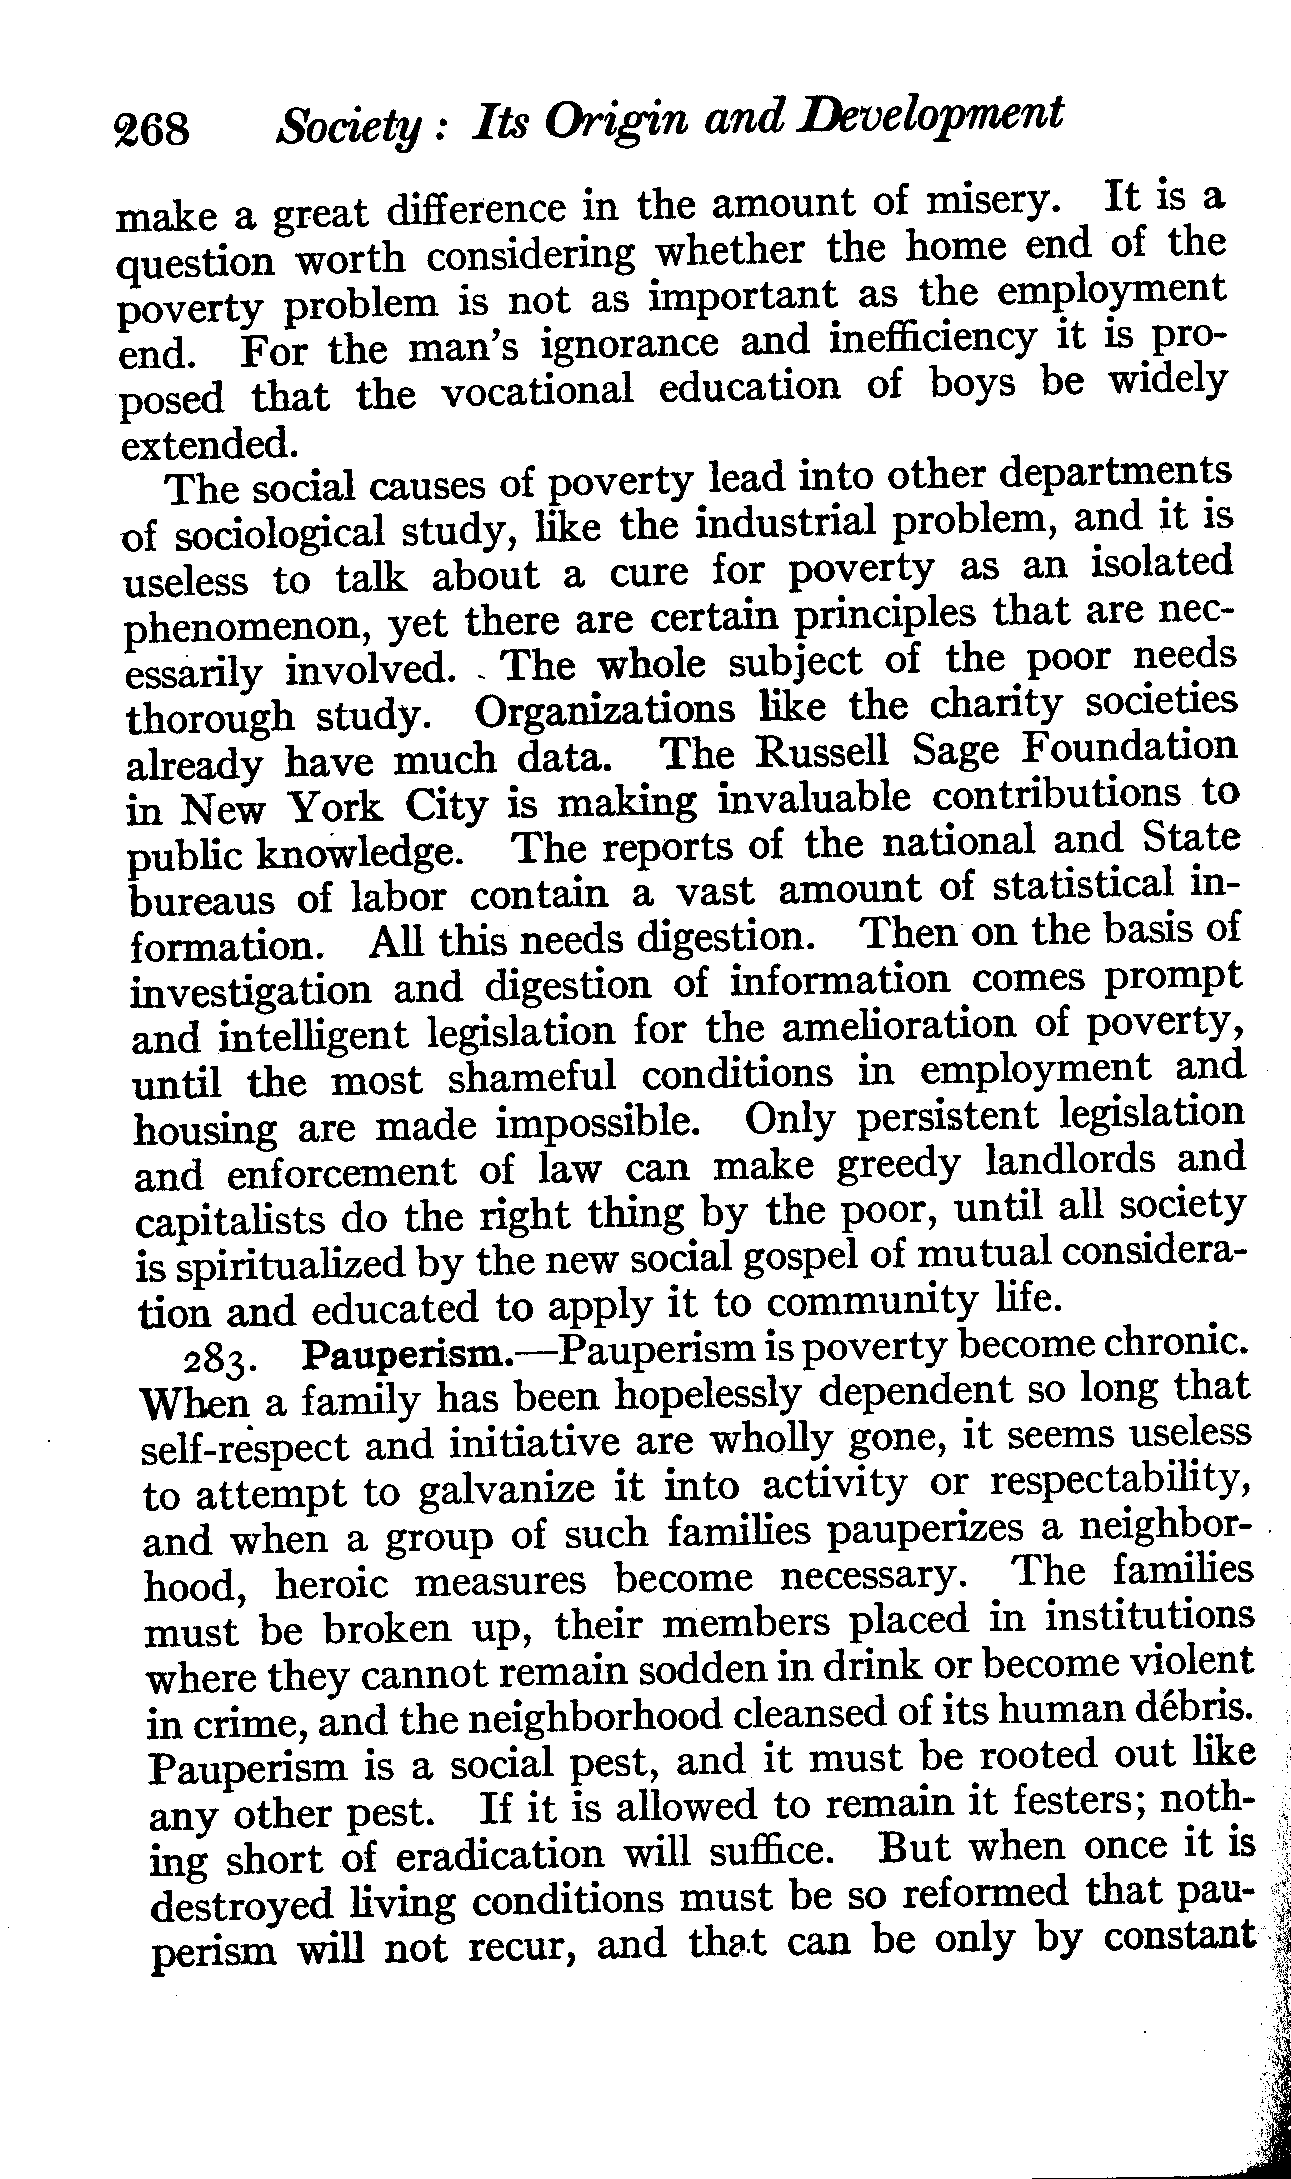 268 Society : Its Origin and Development
make a great difference in the amount of misery. It is a
question worth considering whether the home end of the
poverty problem is not as important as the employment
end. For the man's ignorance and inefficiency it is pro-
posed that the vocational education of boys be widely
extended.
The social causes of poverty lead into other departments
of sociological study, like the industrial problem, and it is
useless to talk about a cure for poverty as an isolated
phenomenon, yet there are certain principles that are nec-
essarily involved. The whole subject of the poor needs
thorough study. Organizations like the charity societies
already have much data. The Russell Sage Foundation
in New York City is making invaluable contributions to
public knowledge. The reports of the national and State
bureaus of labor contain a vast amount of statistical in-
formation. All this needs digestion. Then on the basis of
investigation and digestion of information comes prompt
and intelligent legislation for the amelioration of poverty,
until the most shameful conditions in employment and
housing are made impossible. Only persistent legislation
and enforcement of law can make greedy landlords and
capitalists do the right thing by the poor, until all society
is spiritualized by the new social gospel of mutual considera-
tion and educated to apply it to community life.
283. Pauperism.—Pauperism is poverty become chronic.
When a family has been hopelessly dependent so long that
self-respect and initiative are wholly gone, it seems useless
to attempt to galvanize it into activity or respectability,
and when a group of such families pauperizes a neighbor-
hood, heroic measures become necessary. The families
must be broken up, their members placed in institutions
where they cannot remain sodden in drink or become violent
in crime, and the neighborhood cleansed of its human débris.
Pauperism is a social pest, and it must be rooted out like
any other pest. If it is allowed to remain it festers; noth-
ing short of eradication will suffice. But when once it is
destroyed living conditions must be so reformed that pau-
perism will not recur, and that can be only by constant